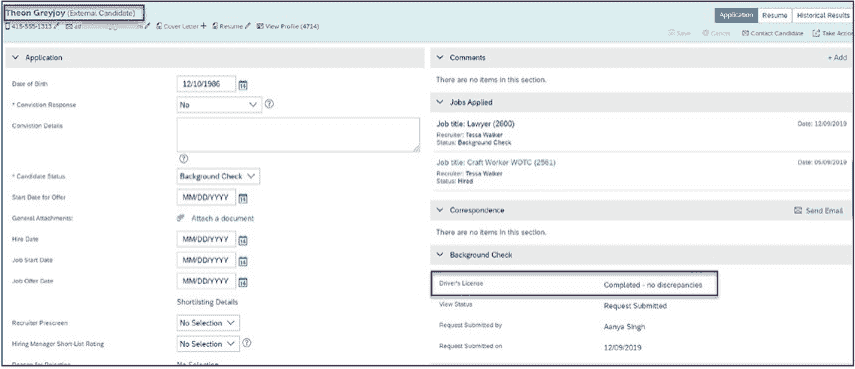 Theon Greyjoy (External Candidate)
415-555-1313
Cover Letter
Resume
View Profile (4714)
Application
Resume
Historical Results
Save
Cancel
Contact Candidate
Take Action
Application
Date of Birth
12/10/1986
* Conviction Response
No
Conviction Details
* Candidate Status
Background Check
Start Date for Offer
MM/DD/YYYY
General Attachments:
Attach a document
Hire Date
MM/DD/YYYY
Job Start Date
MM/DD/YYYY
Job Offer Date
MM/DD/YYYY
Shortlisting Details
Recruiter Prescreen
No Selection
Hiring Manager Short-List Rating
No Selection
Comments
+ Add
There are no items in this section.
Jobs Applied
Job title: Lawyer (2600)
Date: 12/09/2019
Recruiter: Tessa Walker
Status: Background Check
Job title: Craft Worker WOTC (2561)
Recruiter: Tessa Walker
Status: Hired
Correspondence
Send Email
There are no items in this section.
Background Check
Driver's License
Completed - no discrepancies
View Status
Request Submitted
Request Submitted by
Aanya Singh
Request Submitted on
12/09/2019